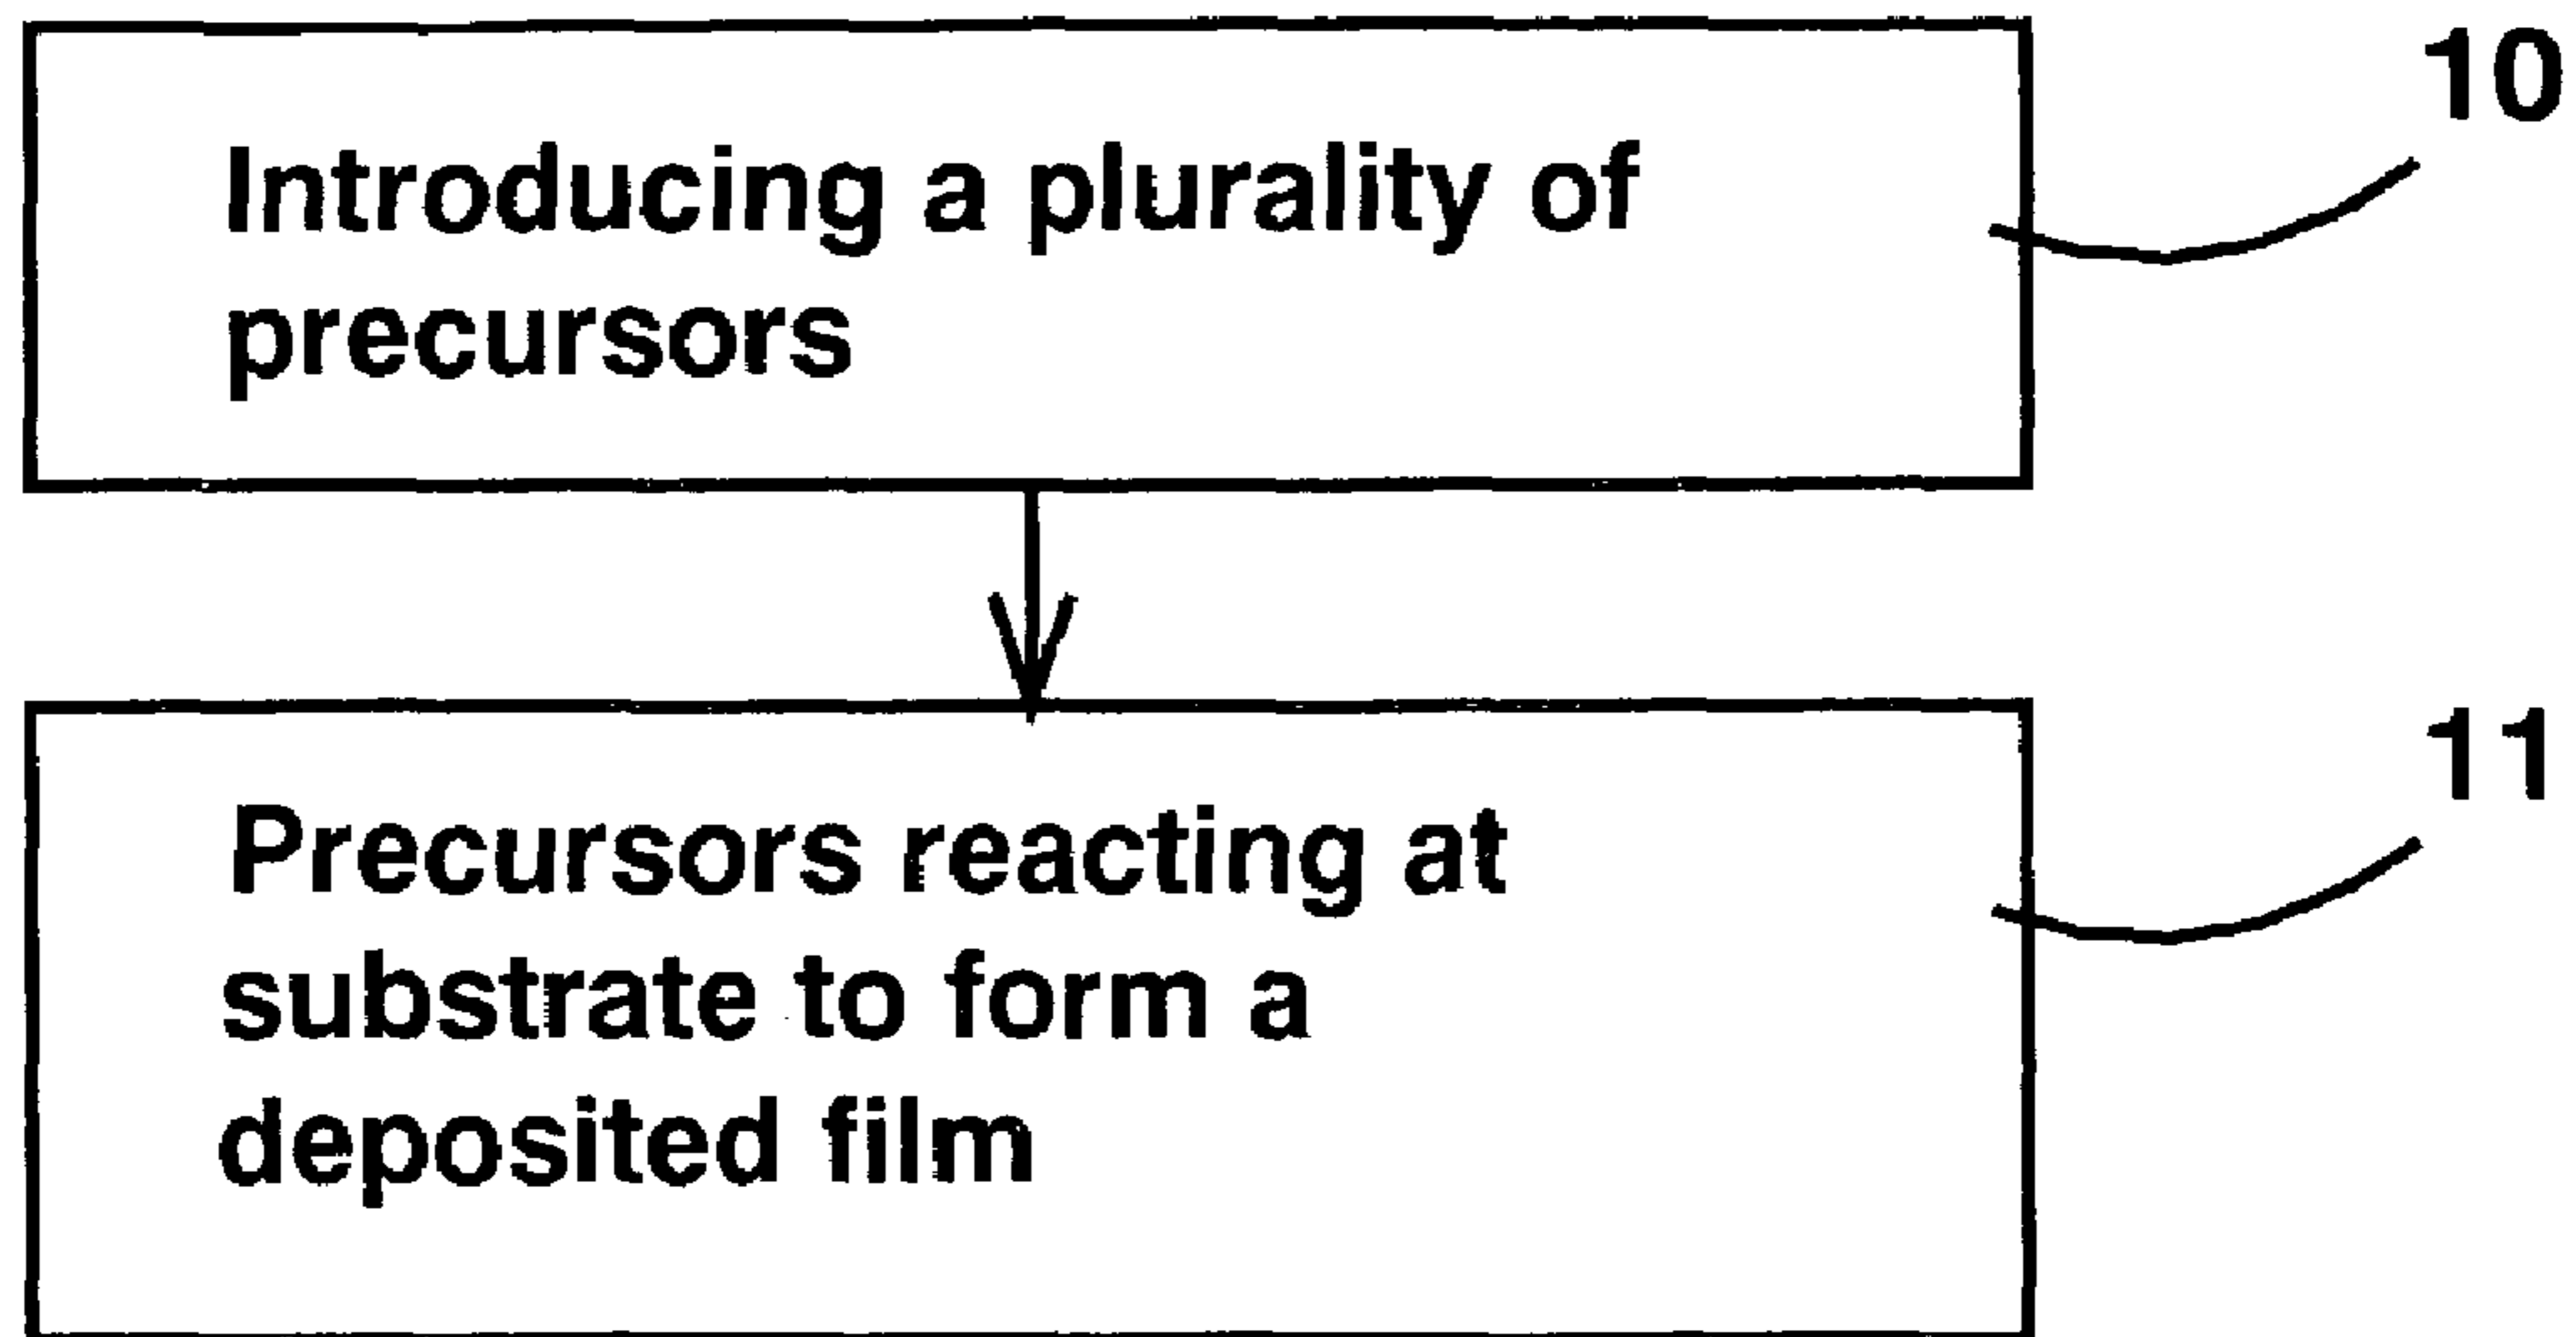 10
Introducing a plurality of
precursors
11
Precursors reacting at
substrate to form a
deposited film